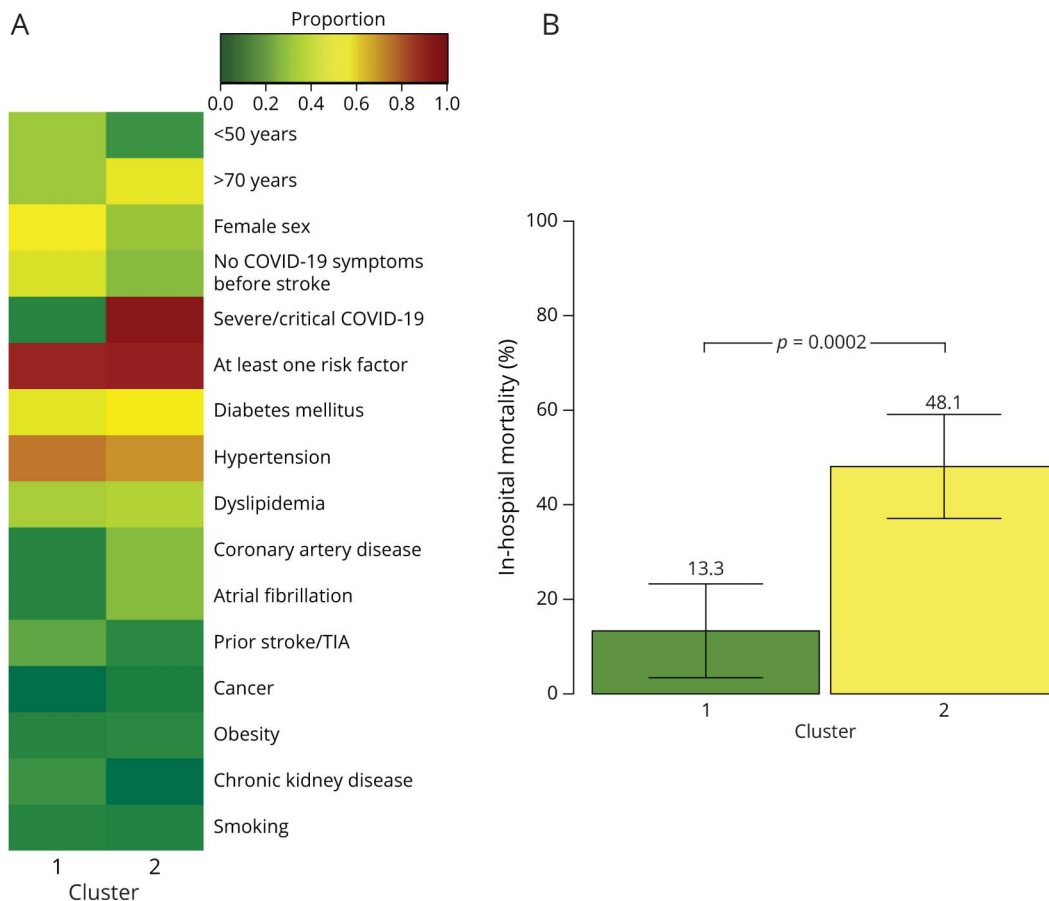 A
Proportion
0.0 0.2 0.4 0.6 0.8 1.0
<50 years
>70 years
Female sex
No COVID-19 symptoms
before stroke
Severe/critical COVID-19
At least one risk factor
Diabetes mellitus
Hypertension
Dyslipidemia
Coronary artery disease
Atrial fibrillation
Prior stroke/TIA
Cancer
Obesity
Chronic kidney disease
Smoking
1 2
Cluster
B
In-hospital mortality (%)
100
80
60
40
20
0
p = 0.0002
13.3
48.1
1 2
Cluster